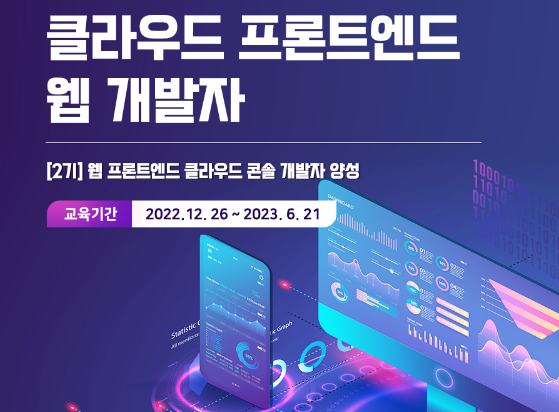 클라우드 프론트엔드
웹 개발자
[2기] 웹 프론트엔드 클라우드 콘솔 개발자 양성
교육기간 2022.12. 26 ~ 2023. 6. 21
DASHBOARD